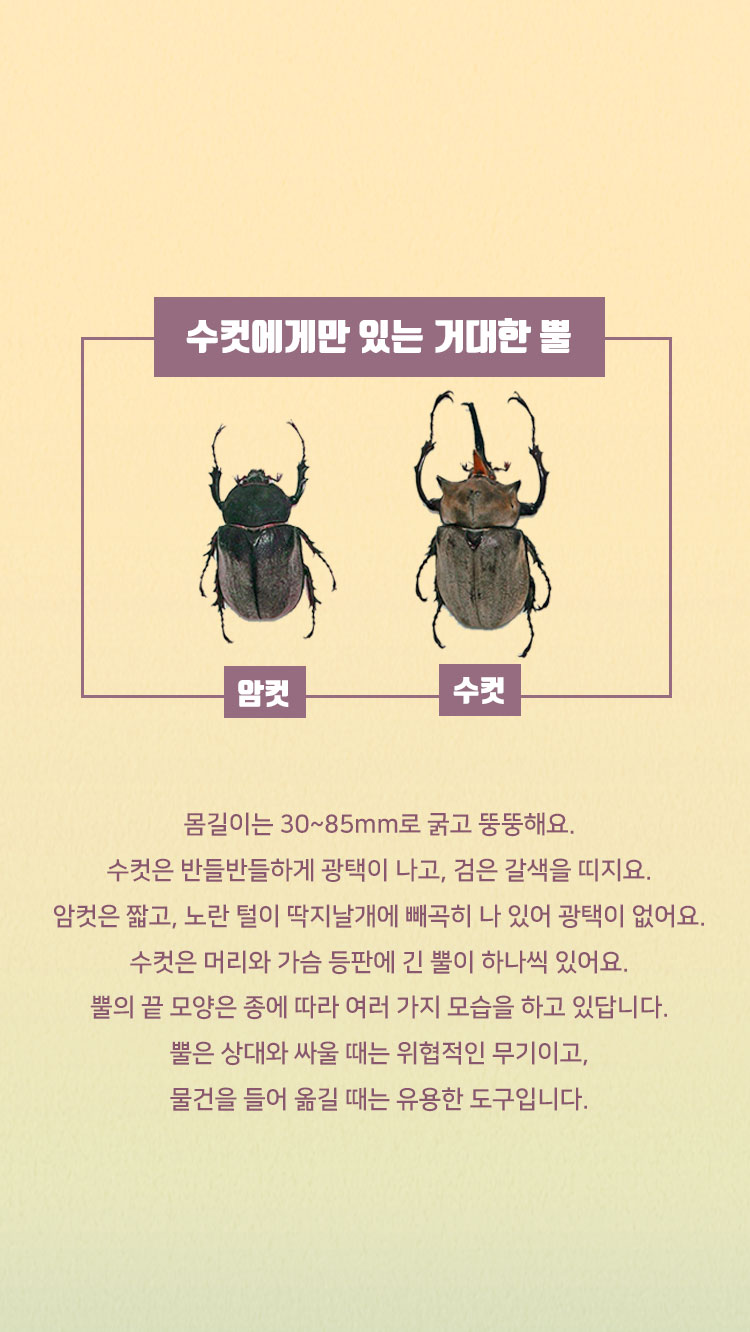 수컷에게만 있는 거대한 뿔
암컷
수컷
몸길이는 30~85mm로 굵고 뚱뚱해요.
수컷은 반들반들하게 광택이 나고, 검은 갈색을 띠지요.
암컷은 짧고, 노란 털이 딱지날개에 빼곡히 나 있어 광택이 없어요.
수컷은 머리와 가슴 등판에 긴 뿔이 하나씩 있어요.
뿔의 끝 모양은 종에 따라 여러 가지 모습을 하고 있답니다.
뿔은 상대와 싸울 때는 위협적인 무기이고,
물건을 들어 옮길 때는 유용한 도구입니다.